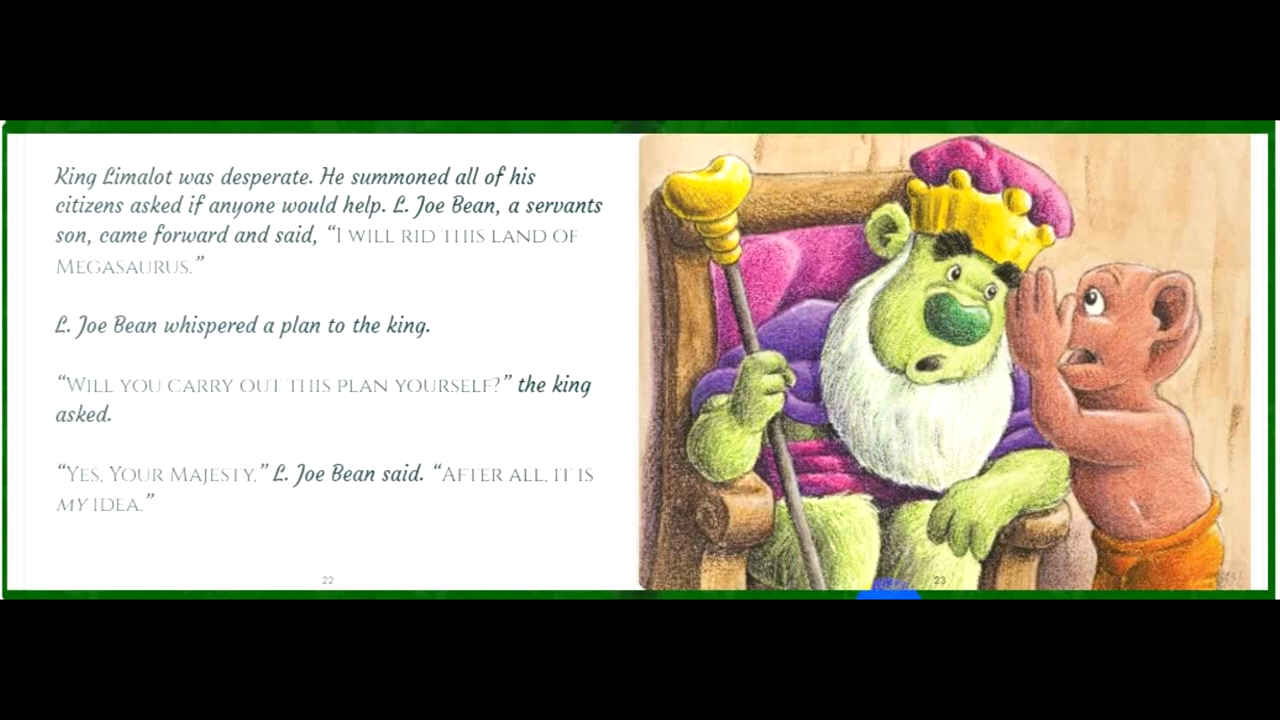 King Limalot was desperate. He summoned all of his
citizens asked if anyone would help. L. Joe Bean, a servants
son, came forward and said, “I WILL RID THIS LAND OF
MEGASAURUS.”
L. Joe Bean whispered a plan to the king.
“WILL YOU CARRY OUT THIS PLAN YOURSELF?” the king
asked.
“YES, YOUR MAJESTY,” L. Joe Bean said. “AFTER ALL, IT IS
MY IDEA.”
22
23